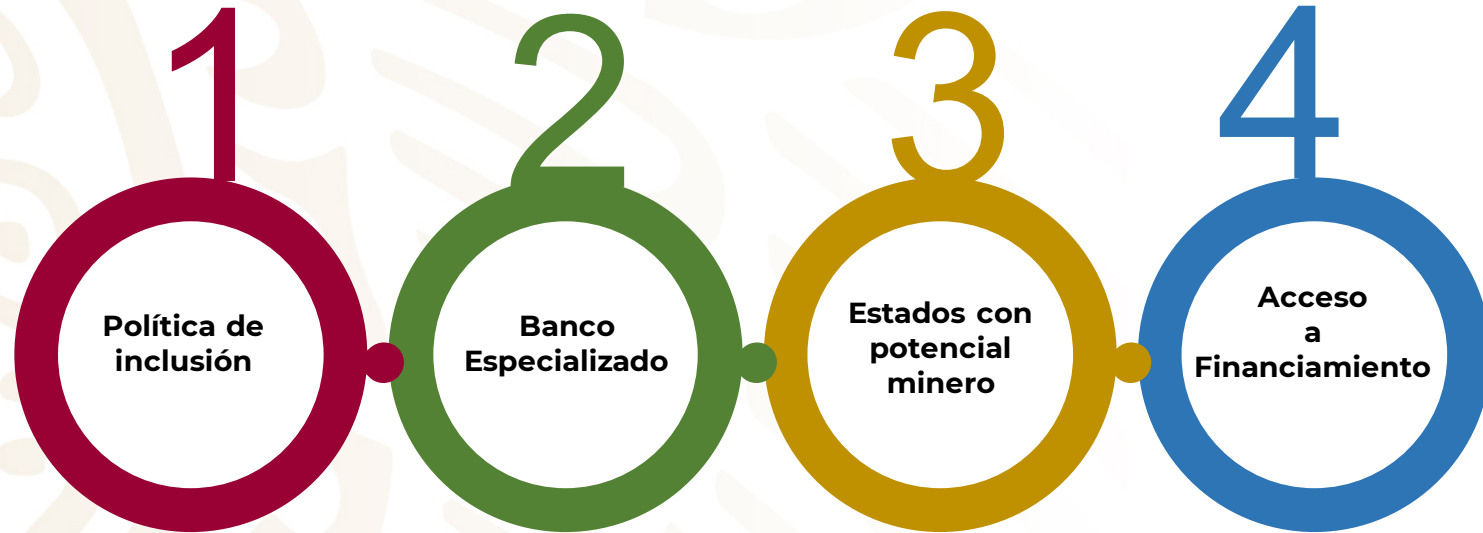 1
2
3
4
Política de
inclusión
Banco
Especializado
Estados con
potencial
minero
Acceso
a
Financiamiento